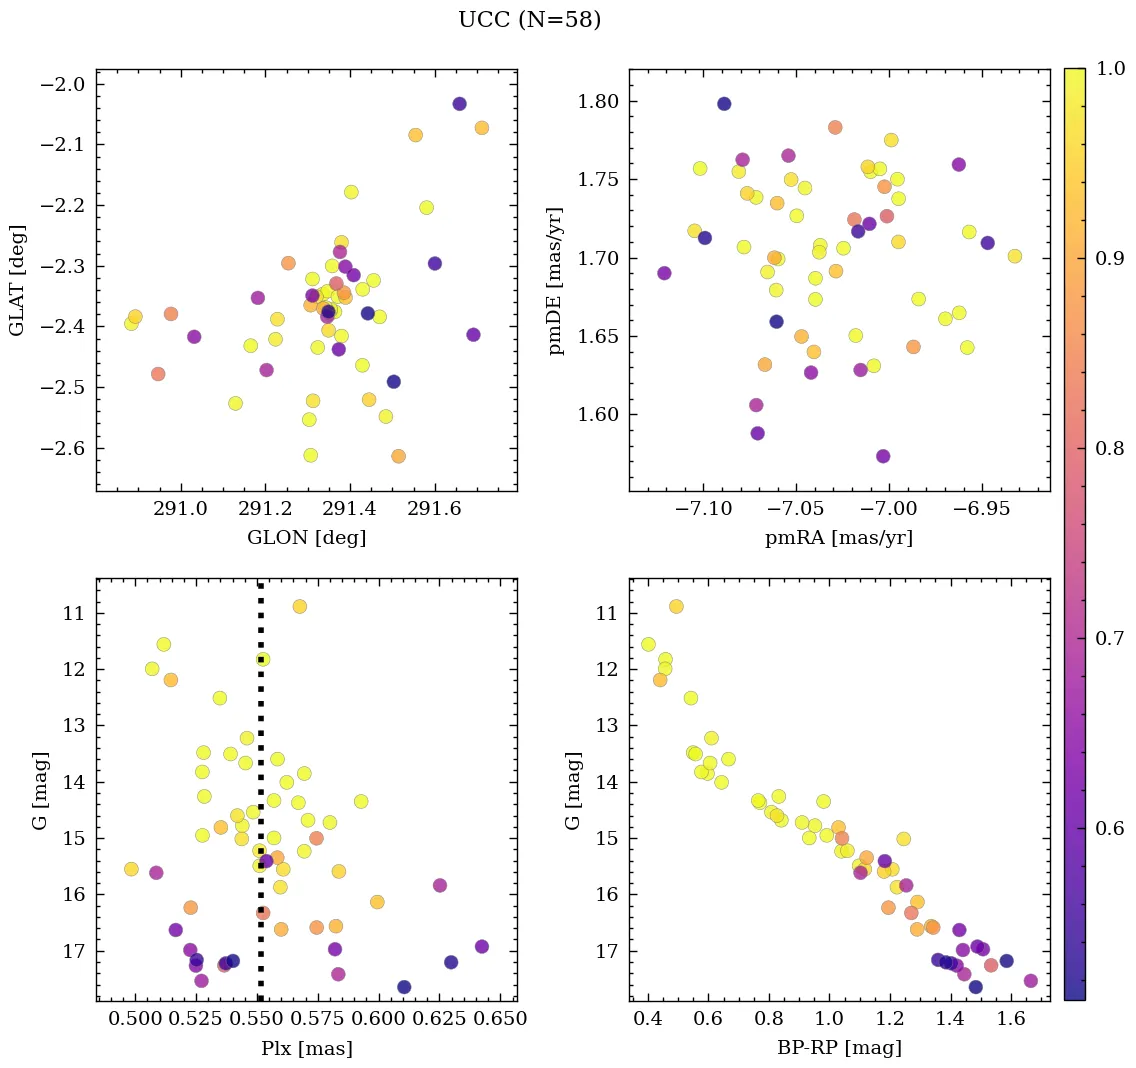 UCC (N=58)
−2.0
−2.1
−2.2
−2.3
−2.4
−2.5
−2.6
GLAT [deg]
291.0 291.2 291.4 291.6
GLON [deg]
1.80
1.75
1.70
1.65
1.60
pmDE [mas/yr]
−7.10 −7.05 −7.00 −6.95
pmRA [mas/yr]
1.0
0.9
0.8
0.7
0.6
11
12
13
14
15
16
17
G [mag]
0.500 0.525 0.550 0.575 0.600 0.625 0.650
Plx [mas]
11
12
13
14
15
16
17
G [mag]
0.4 0.6 0.8 1.0 1.2 1.4 1.6
BP-RP [mag]